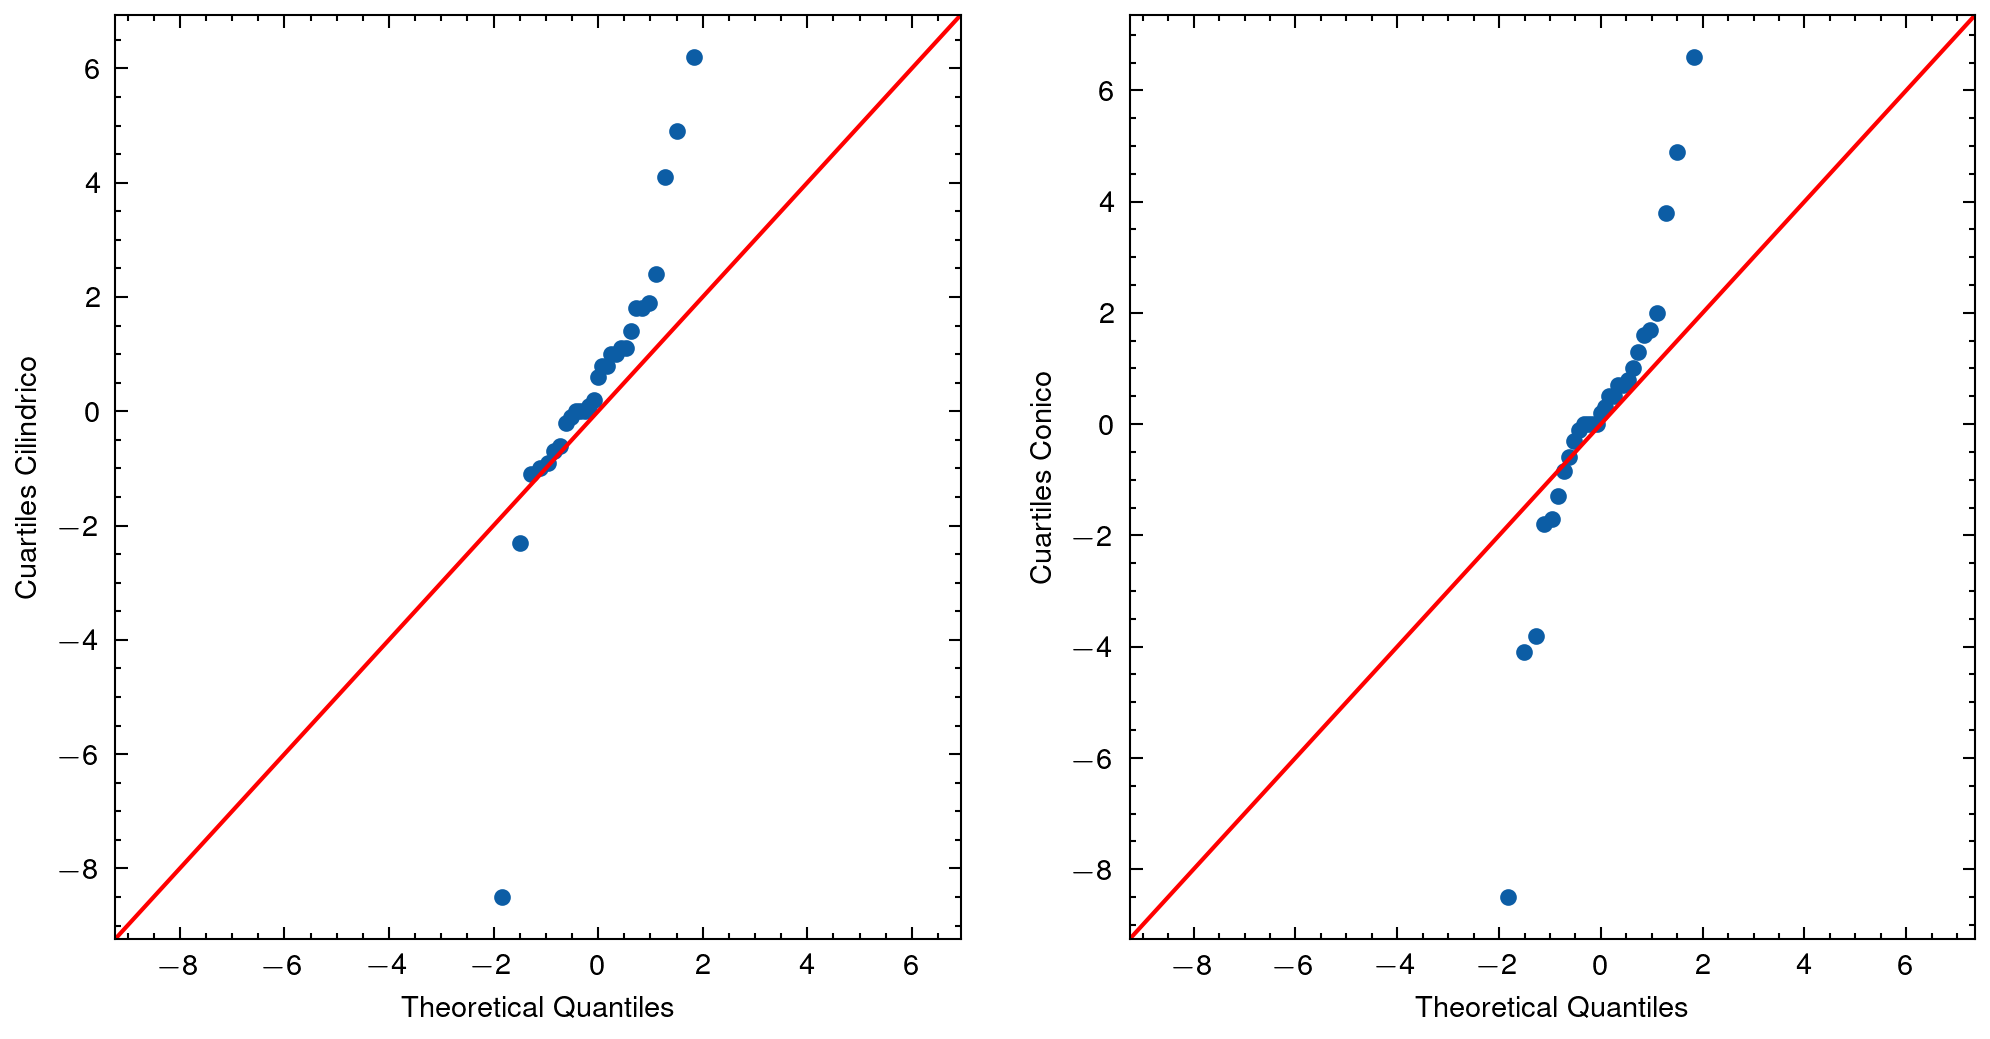 Cuartiles Cilindrico
6
4
2
0
−2
−4
−6
−8
−8 −6 −4 −2 0 2 4 6
Theoretical Quantiles
Cuartiles Conico
6
4
2
0
−2
−4
−6
−8
−8 −6 −4 −2 0 2 4 6
Theoretical Quantiles